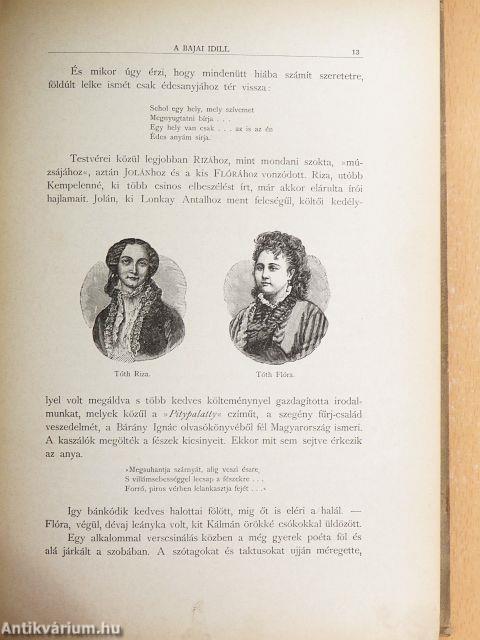 A BAJAI IDILL 13
És mikor úgy érzi, hogy mindenütt hiába számít szeretetre,
földúlt lelke ismét csak édesanyjához tér vissza:
Sehol egy hely, mely szívemet
Megnyugtatni bírja . . .
Egy hely van csak . . . az is az én
Édes anyám sírja.
Testvérei közül legjobban RIZÁhoz, mint mondani szokta, »mú-
zsájához«, aztán JOLÁNhoz és a kis FLÓRÁhoz vonzódott. Riza, utóbb
Kempelenné, ki több csinos elbeszélést írt, már akkor elárulta írói
hajlamait. Jolán, ki Lonkay Antalhoz ment feleségűl, költői kedély-
Tóth Riza.
Tóth Flóra.
lyel volt megáldva s több kedves költeménynyel gazdagította irodal-
munkat, melyek közűl a »Pitypalatty« czíműt, a szegény fürj-család
veszedelmét, a Bárány Ignác olvasókönyvéből fél Magyarország ismeri.
A kaszálók megölték a fészek kicsinyeit. Ekkor mit sem sejtve érkezik
az anya.
»Megsuhantja szárnyát, alig veszi észre,
S villámsebességgel lecsap a fészekre . . .
Forró, piros vérben lelankasztja fejét . . .«
Igy bánkódik kedves halottai fölött, míg őt is eléri a halál. —
Flóra, végül, dévaj leányka volt, kit Kálmán örökké csókokkal üldözött.
Egy alkalommal verscsinálás közben a még gyerek poéta föl és
alá járkált a szobában. A szótagokat és taktusokat ujján méregette,
Antikvárium.hu